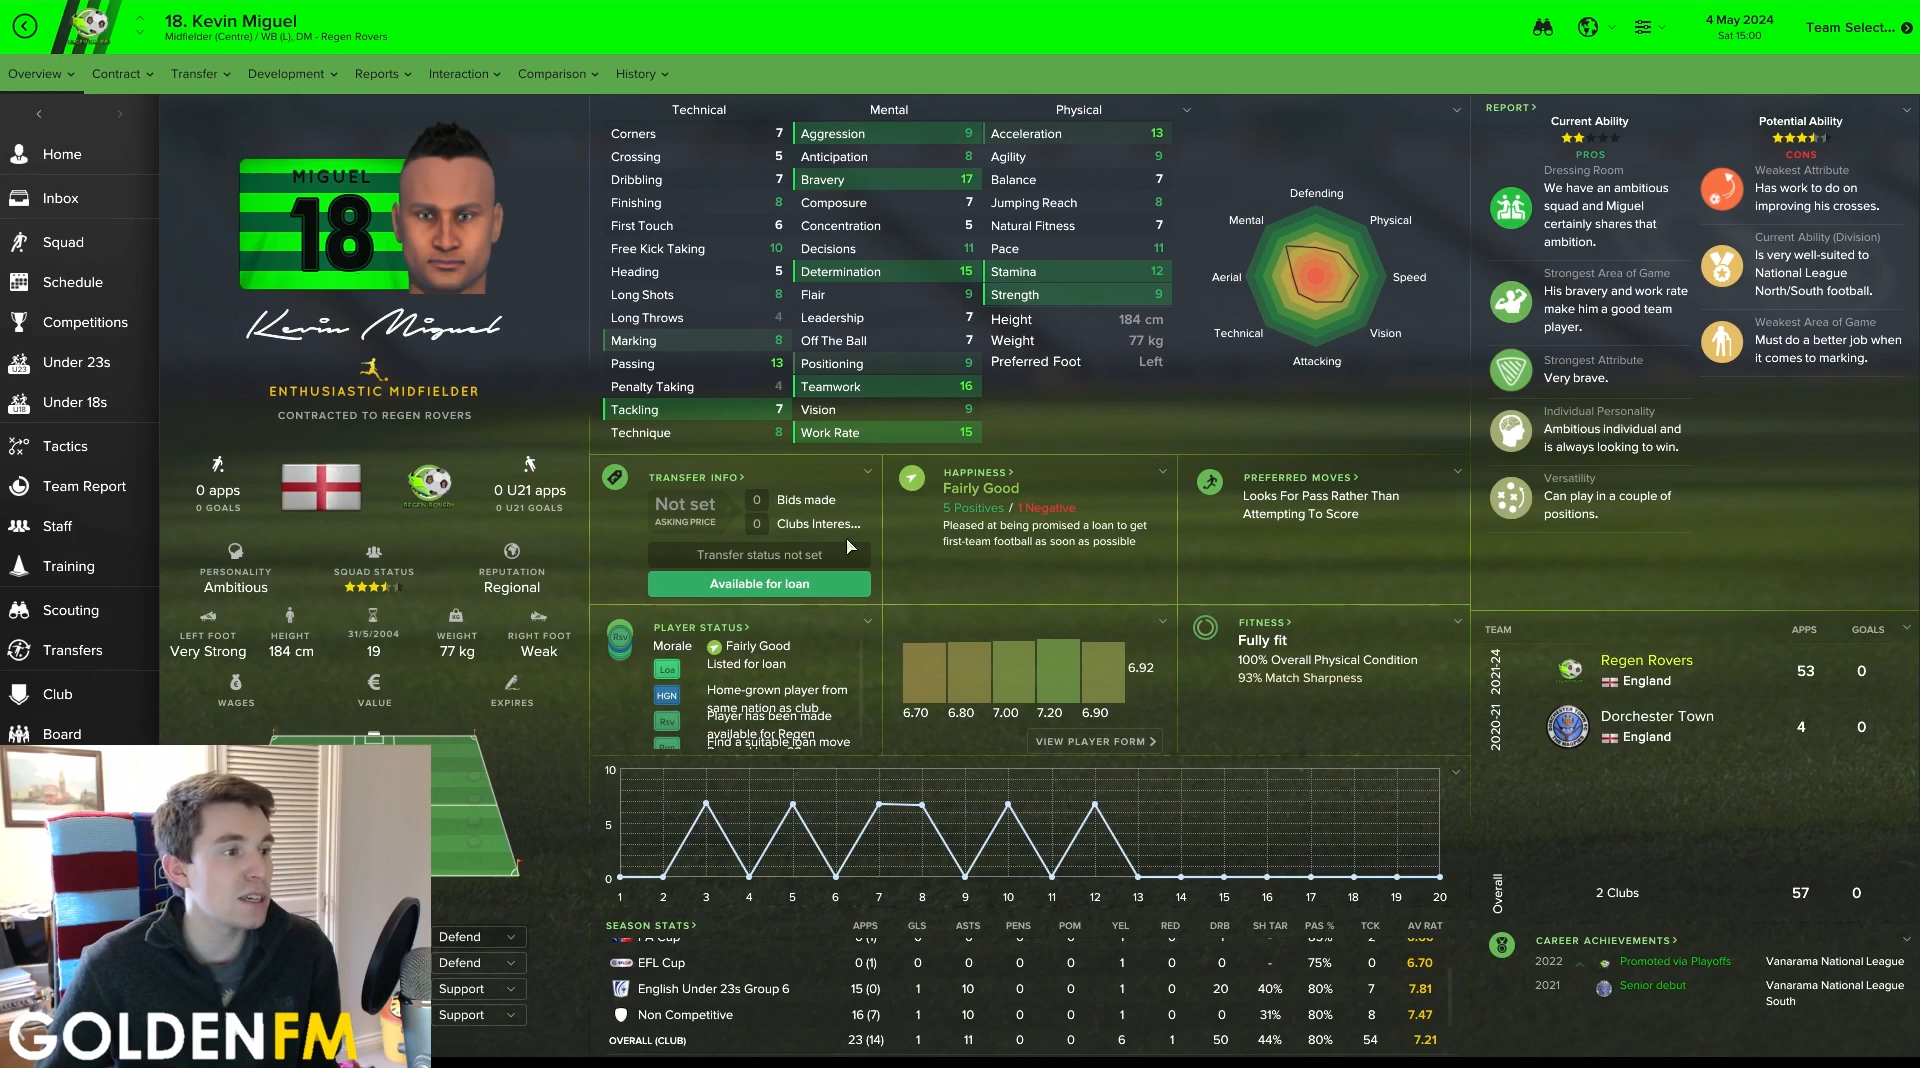 18. Kevin Miguel
Midfielder (Centre) / WB (L), DM - Regen Rovers
4 May 2024
Sat 15:00
Team Select...
Overview
Contract
Transfer
Development
Reports
Interaction
Comparison
History
Home
Inbox
Squad
Schedule
Competitions
U23
Under 23s
U18
Under 18s
Tactics
Team Report
Staff
Training
Scouting
Transfers
Club
Board
MIGUEL
18
Kevin Miguel
ENTHUSIASTIC MIDFIELDER
CONTRACTED TO REGEN ROVERS
0 apps
0 GOALS
REGEN ROVERS
0 U21 apps
0 U21 GOALS
PERSONALITY
Ambitious
SQUAD STATUS
REPUTATION
Regional
LEFT FOOT
Very Strong
HEIGHT
184 cm
31/5/2004
19
WEIGHT
77 kg
RIGHT FOOT
Weak
WAGES
VALUE
EXPIRES
Defend
Defend
Support
Support
GOLDENFM
Technical
Corners 7
Crossing 5
Dribbling 7
Finishing 8
First Touch 6
Free Kick Taking 10
Heading 5
Long Shots 8
Long Throws 4
Marking 8
Passing 13
Penalty Taking 4
Tackling 7
Technique 8
Mental
Aggression 9
Anticipation 8
Bravery 17
Composure 7
Concentration 5
Decisions 11
Determination 15
Flair 9
Leadership 7
Off The Ball 7
Positioning 9
Teamwork 16
Vision 9
Work Rate 15
Physical
Acceleration 13
Agility 9
Balance 7
Jumping Reach 8
Natural Fitness 7
Pace 11
Stamina 12
Strength 9
Height 184 cm
Weight 77 kg
Preferred Foot Left
Defending
Mental
Physical
Aerial
Speed
Technical
Vision
Attacking
REPORT>
Current Ability
PROS
Dressing Room
We have an ambitious
squad and Miguel
certainly shares that
ambition.
Strongest Area of Game
His bravery and work rate
make him a good team
player.
Strongest Attribute
Very brave.
Individual Personality
Ambitious individual and
is always looking to win.
Versatility
Can play in a couple of
positions.
Potential Ability
CONS
Weakest Attribute
Has work to do on
improving his crosses.
Current Ability (Division)
Is very well-suited to
National League
North/South football.
Weakest Area of Game
Must do a better job when
it comes to marking.
TRANSFER INFO>
Not set
ASKING PRICE
0 Bids made
0 Clubs Interes...
Transfer status not set
Available for loan
HAPPINESS>
Fairly Good
5 Positives / 1 Negative
Pleased at being promised a loan to get
first-team football as soon as possible
PREFERRED MOVES>
Looks For Pass Rather Than
Attempting To Score
Rsv
PLAYER STATUS>
Morale Fairly Good
Loa Listed for loan
HGN Home-grown player from
same nation as club
Rsv Player has been made
available for Regen
Find a suitable loan move
6.92
6.70 6.80 7.00 7.20 6.90
VIEW PLAYER FORM >
FITNESS>
Fully fit
100% Overall Physical Condition
93% Match Sharpness
TEAM APPS GOALS
2021-24
Regen Rovers 53 0
England
2020-21
Dorchester Town 4 0
England
Overall
2 Clubs 57 0
10
5
0
1 2 3 4 5 6 7 8 9 10 11 12 13 14 15 16 17 18 19 20
SEASON STATS> APPS GLS ASTS PENS POM YEL RED DRB SH TAR PAS % TCK AV RAT
FA Cup
EFL Cup 0 (1) 0 0 0 0 1 0 0 - 75% 0 6.70
English Under 23s Group 6 15 (0) 1 10 0 0 1 0 20 40% 80% 7 7.81
Non Competitive 16 (7) 1 10 0 0 1 0 0 31% 80% 8 7.47
OVERALL (CLUB) 23 (14) 1 11 0 0 6 1 50 44% 80% 54 7.21
CAREER ACHIEVEMENTS>
2022 Promoted via Playoffs Vanarama National League
2021 Senior debut Vanarama National League
South